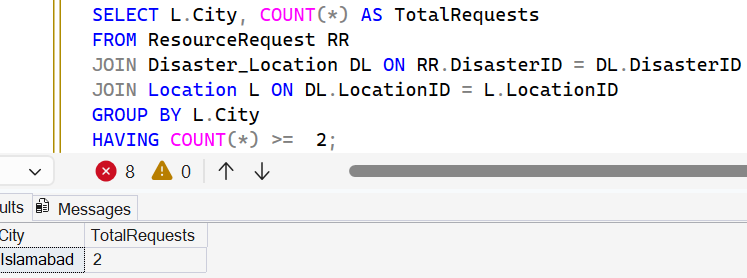 SELECT L.City, COUNT(*) AS TotalRequests
FROM ResourceRequest RR
JOIN Disaster_Location DL ON RR.DisasterID = DL.DisasterID
JOIN Location L ON DL.LocationID = L.LocationID
GROUP BY L.City
HAVING COUNT(*) >=  2;
8 0
ults Messages
City TotalRequests
Islamabad 2